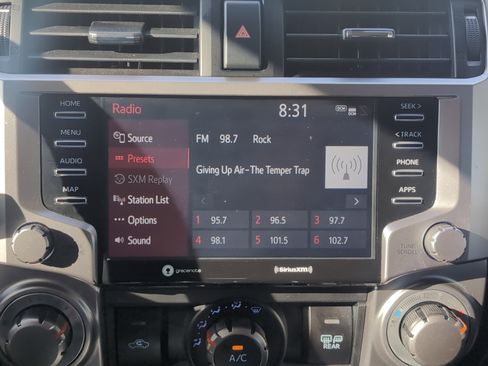 HOME
MENU
AUDIO
MAP
Radio
8:31
DCM
Source
Presets
SXM Replay
Station List
Options
Sound
FM 98.7 Rock
Giving Up Air-The Temper Trap
1 95.7
2 96.5
3 97.7
4 98.1
5 101.5
6 102.7
SEEK >
< TRACK
PHONE
APPS
TUNE
SCROLL
gracenote
SiriusXM
A/C
REAR